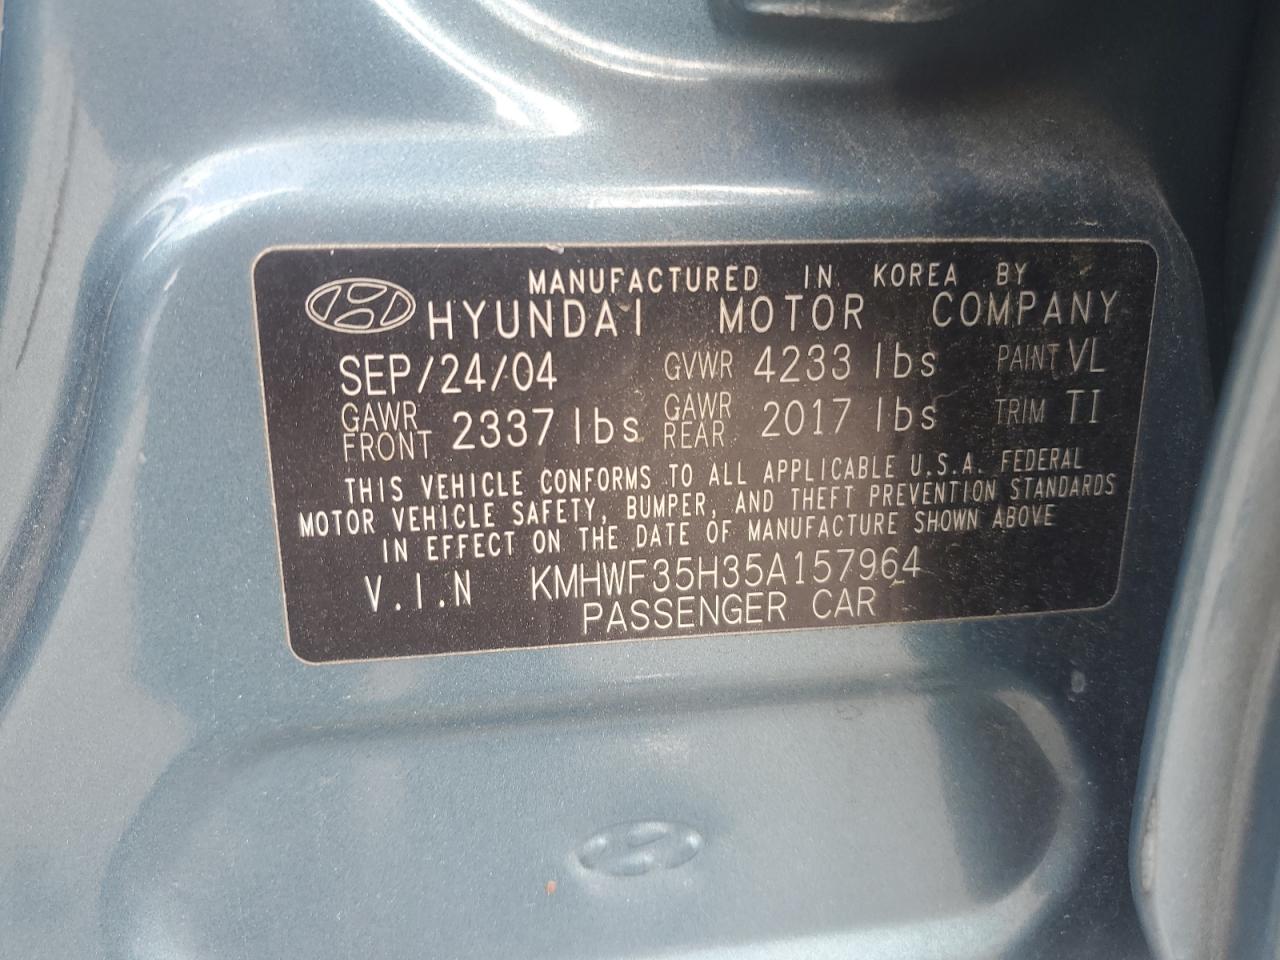 MANUFACTURED IN KOREA BY
HYUNDAI MOTOR COMPANY
SEP/24/04 GVWR 4233 lbs PAINT VL
GAWR FRONT 2337 lbs GAWR REAR 2017 lbs TRIM TI
THIS VEHICLE CONFORMS TO ALL APPLICABLE U.S.A. FEDERAL
MOTOR VEHICLE SAFETY, BUMPER, AND THEFT PREVENTION STANDARDS
IN EFFECT ON THE DATE OF MANUFACTURE SHOWN ABOVE
V.I.N KMHWF35H35A157964
PASSENGER CAR